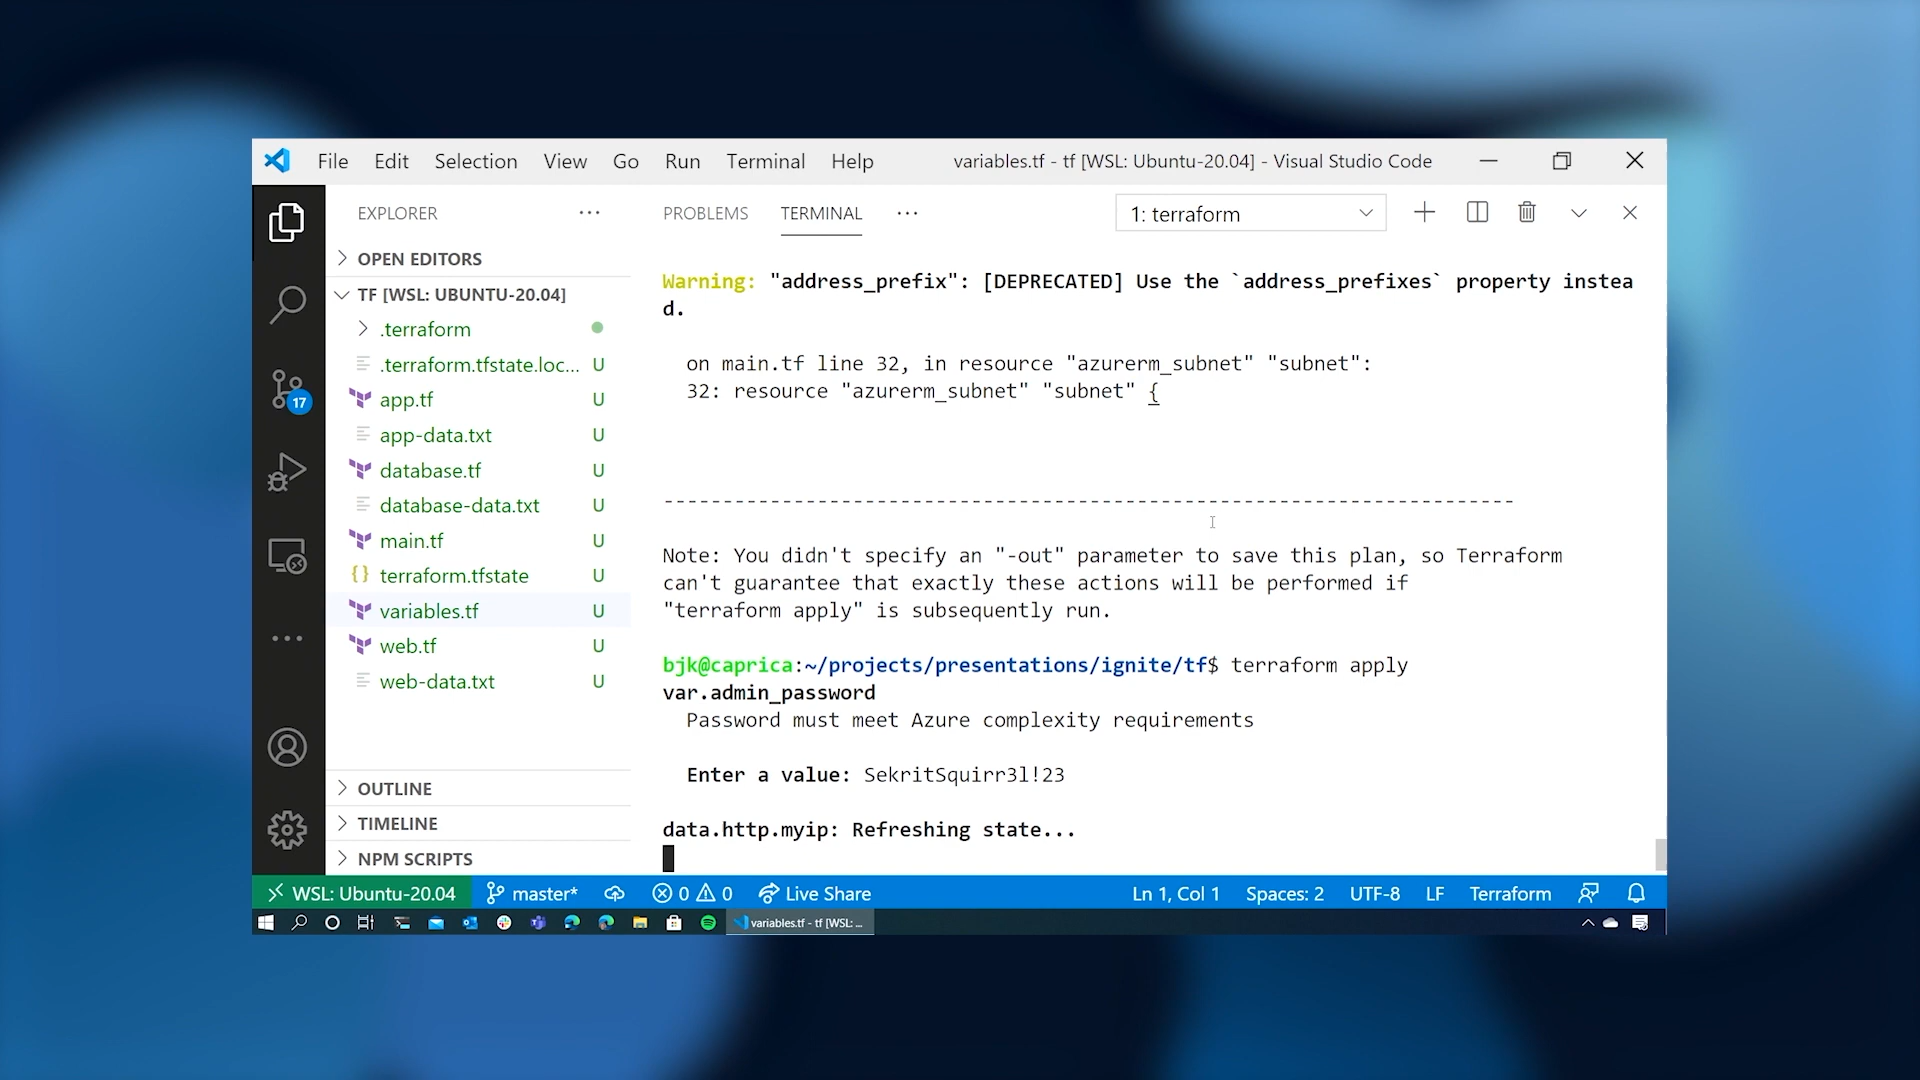 File Edit Selection View Go Run Terminal Help
variables.tf - tf [WSL: Ubuntu-20.04] - Visual Studio Code
EXPLORER
OPEN EDITORS
TF [WSL: UBUNTU-20.04]
.terraform
.terraform.tfstate.loc... U
app.tf U
app-data.txt U
database.tf U
database-data.txt U
main.tf U
{} terraform.tfstate U
variables.tf U
web.tf U
web-data.txt U
OUTLINE
TIMELINE
NPM SCRIPTS
17
PROBLEMS TERMINAL
1: terraform
Warning: "address_prefix": [DEPRECATED] Use the `address_prefixes` property instea
d.
on main.tf line 32, in resource "azurerm_subnet" "subnet":
32: resource "azurerm_subnet" "subnet" {
------------------------------------------------------------------------
Note: You didn't specify an "-out" parameter to save this plan, so Terraform
can't guarantee that exactly these actions will be performed if
"terraform apply" is subsequently run.
bjk@caprica:~/projects/presentations/ignite/tf$ terraform apply
var.admin_password
Password must meet Azure complexity requirements
Enter a value: SekritSquirr3l!23
data.http.myip: Refreshing state...
WSL: Ubuntu-20.04 master* 0 0 Live Share Ln 1, Col 1 Spaces: 2 UTF-8 LF Terraform
variables.tf - tf [WSL: ...